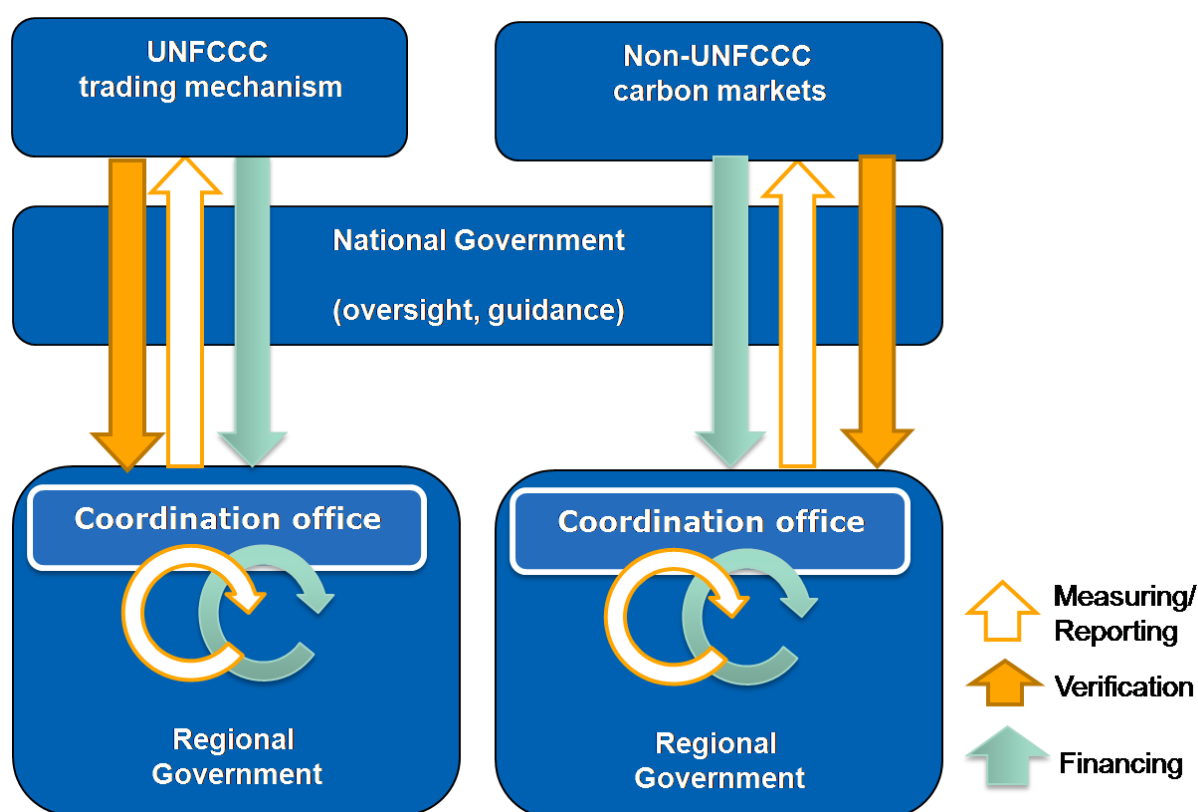 UNFCCC
trading mechanism
Non-UNFCCC
carbon markets
National Government
(oversight, guidance)
Coordination office
Regional
Government
Coordination office
Regional
Government
Measuring/
Reporting
Verification
Financing